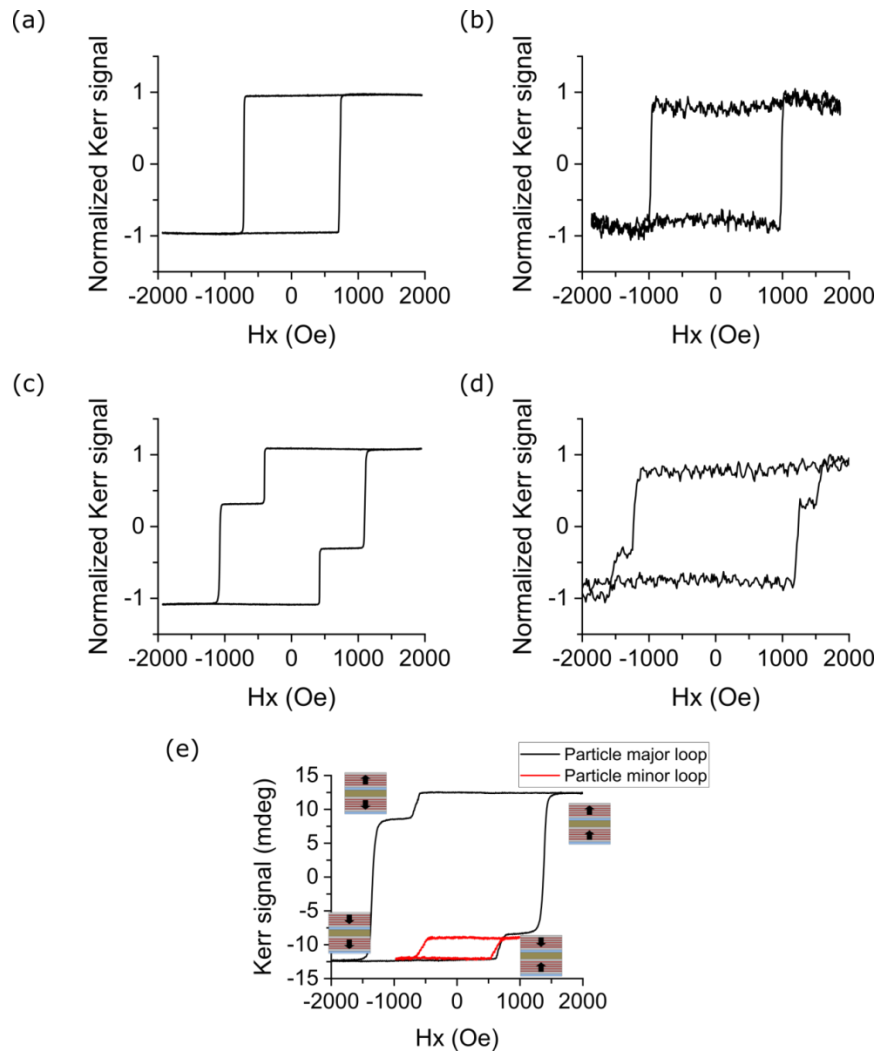 (a)
Normalized Kerr signal
1
0
-1
-2000 -1000 0 1000 2000
Hx (Oe)
(b)
Normalized Kerr signal
1
0
-1
-2000 -1000 0 1000 2000
Hx (Oe)
(c)
Normalized Kerr signal
1
0
-1
-2000 -1000 0 1000 2000
Hx (Oe)
(d)
Normalized Kerr signal
1
0
-1
-2000 -1000 0 1000 2000
Hx (Oe)
(e)
Particle major loop
Particle minor loop
Kerr signal (mdeg)
15
10
5
0
-5
-10
-15
-2000 -1000 0 1000 2000
Hx (Oe)